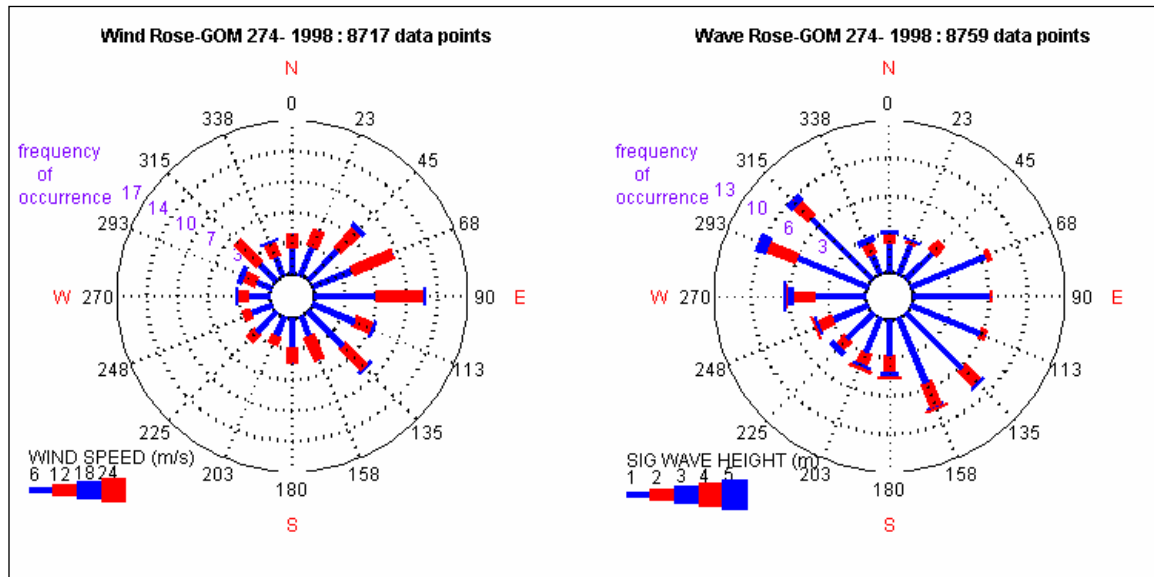 Wind Rose-GOM 274- 1998 : 8717 data points
N
0
23
45
68
90
E
113
135
158
180
S
203
225
248
270
W
293
315
338
frequency
of
occurrence
17
14
10
7
3
WIND SPEED (m/s)
6 12 18 24
Wave Rose-GOM 274- 1998 : 8759 data points
N
0
23
45
68
90
E
113
135
158
180
S
203
225
248
270
W
293
315
338
frequency
of
occurrence
13
10
6
3
SIG WAVE HEIGHT (m)
1 2 3 4 5